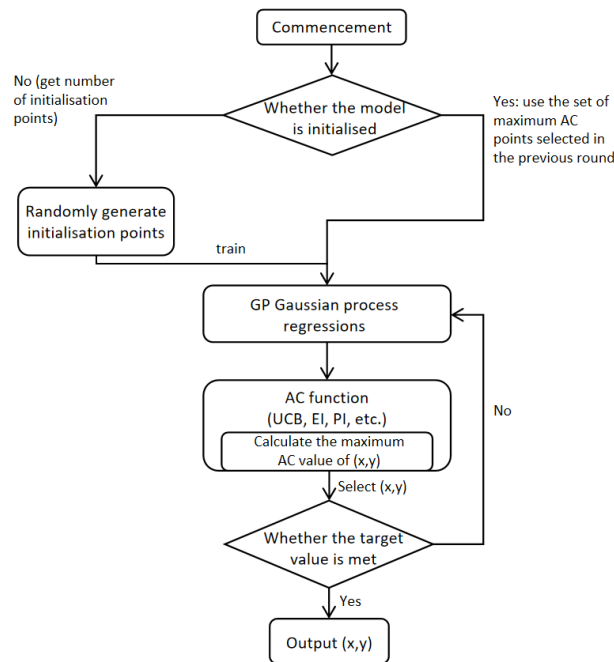 Commencement
No (get number
of initialisation
points)
Whether the model
is initialised
Yes: use the set of
maximum AC
points selected in
the previous round
Randomly generate
initialisation points
train
GP Gaussian process
regressions
AC function
(UCB, EI, PI, etc.)
Calculate the maximum
AC value of (x,y)
No
Select (x,y)
Whether the target
value is met
Yes
Output (x,y)